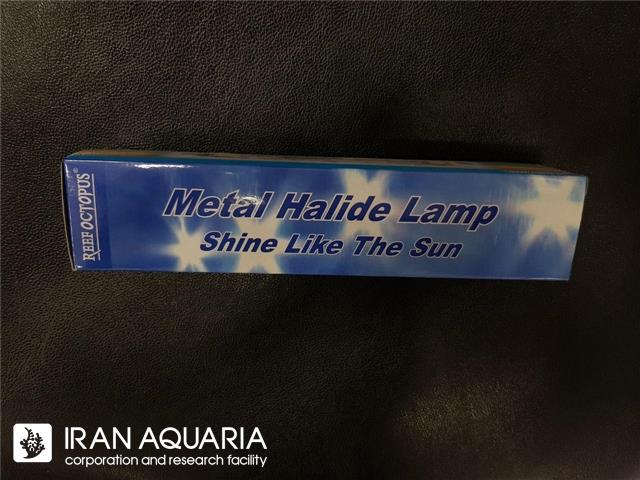 REEF OCTOPUS®
Metal Halide Lamp
Shine Like The Sun
IRAN AQUARIA
corporation and research facility